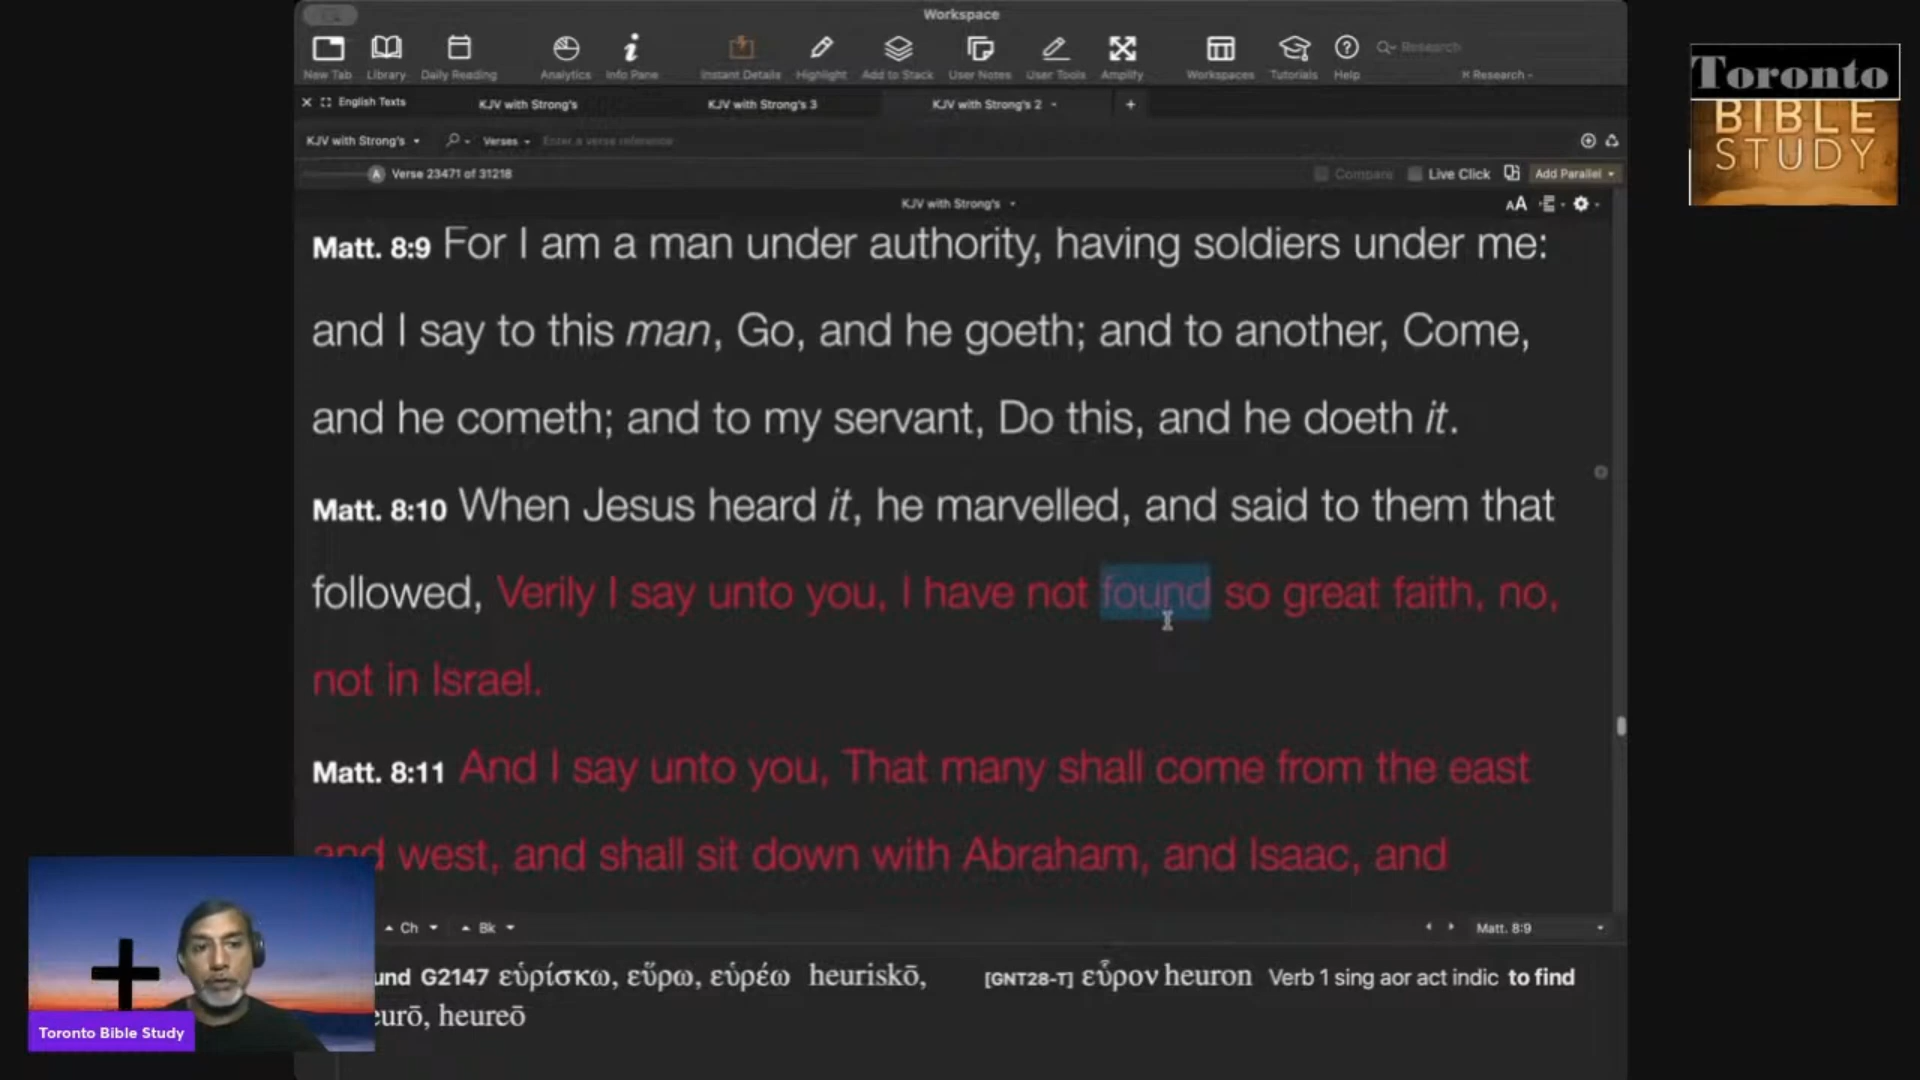 Workspace
New Tab Library Daily Reading Analytics Info Pane Instant Details Highlight Add to Stack User Notes User Tools Amplify Workspaces Tutorials Help Research
Research
English Texts KJV with Strong's KJV with Strong's 3 KJV with Strong's 2 +
KJV with Strong's Verses Enter a verse reference
A Verse 23471 of 31218 Compare Live Click Add Parallel
KJV with Strong's AA
Matt. 8:9 For I am a man under authority, having soldiers under me:
and I say to this man, Go, and he goeth; and to another, Come,
and he cometh; and to my servant, Do this, and he doeth it.
Matt. 8:10 When Jesus heard it, he marvelled, and said to them that
followed, Verily I say unto you, I have not found so great faith, no,
not in Israel.
Matt. 8:11 And I say unto you, That many shall come from the east
and west, and shall sit down with Abraham, and Isaac, and
Ch Bk Matt. 8:9
und G2147 εὑρίσκω, εὕρω, εὑρέω heuriskō, [GNT28-T] εὗρον heuron Verb 1 sing aor act indic to find
eurō, heureō
Toronto
BIBLE
STUDY
Toronto Bible Study